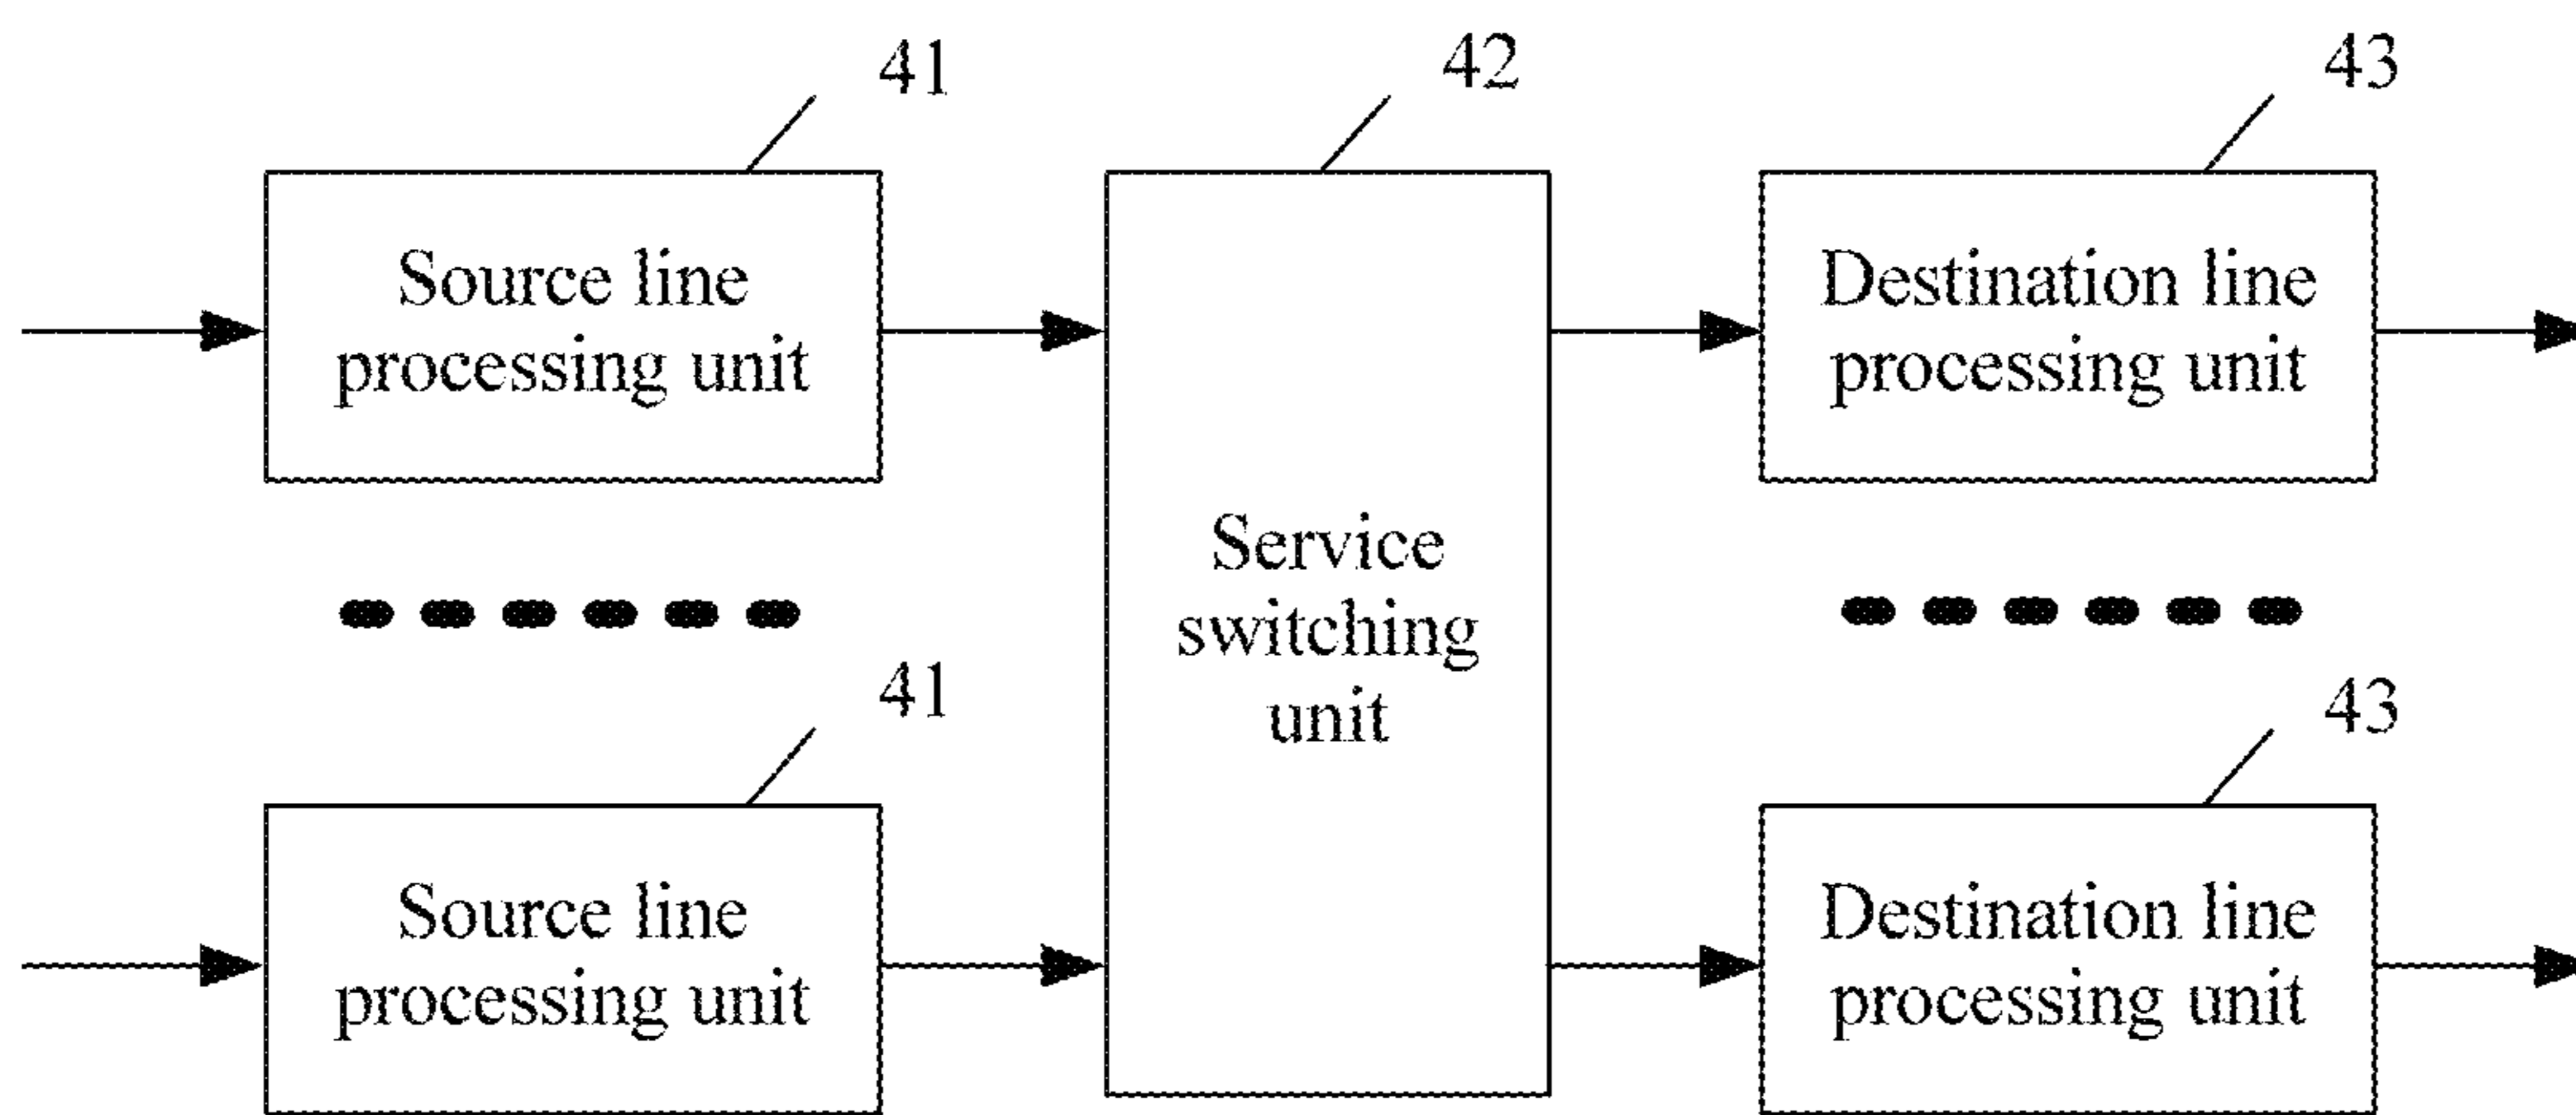 41
42
43
Source line
processing unit
Destination line
processing unit
Service
switching
unit
41
43
Source line
processing unit
Destination line
processing unit